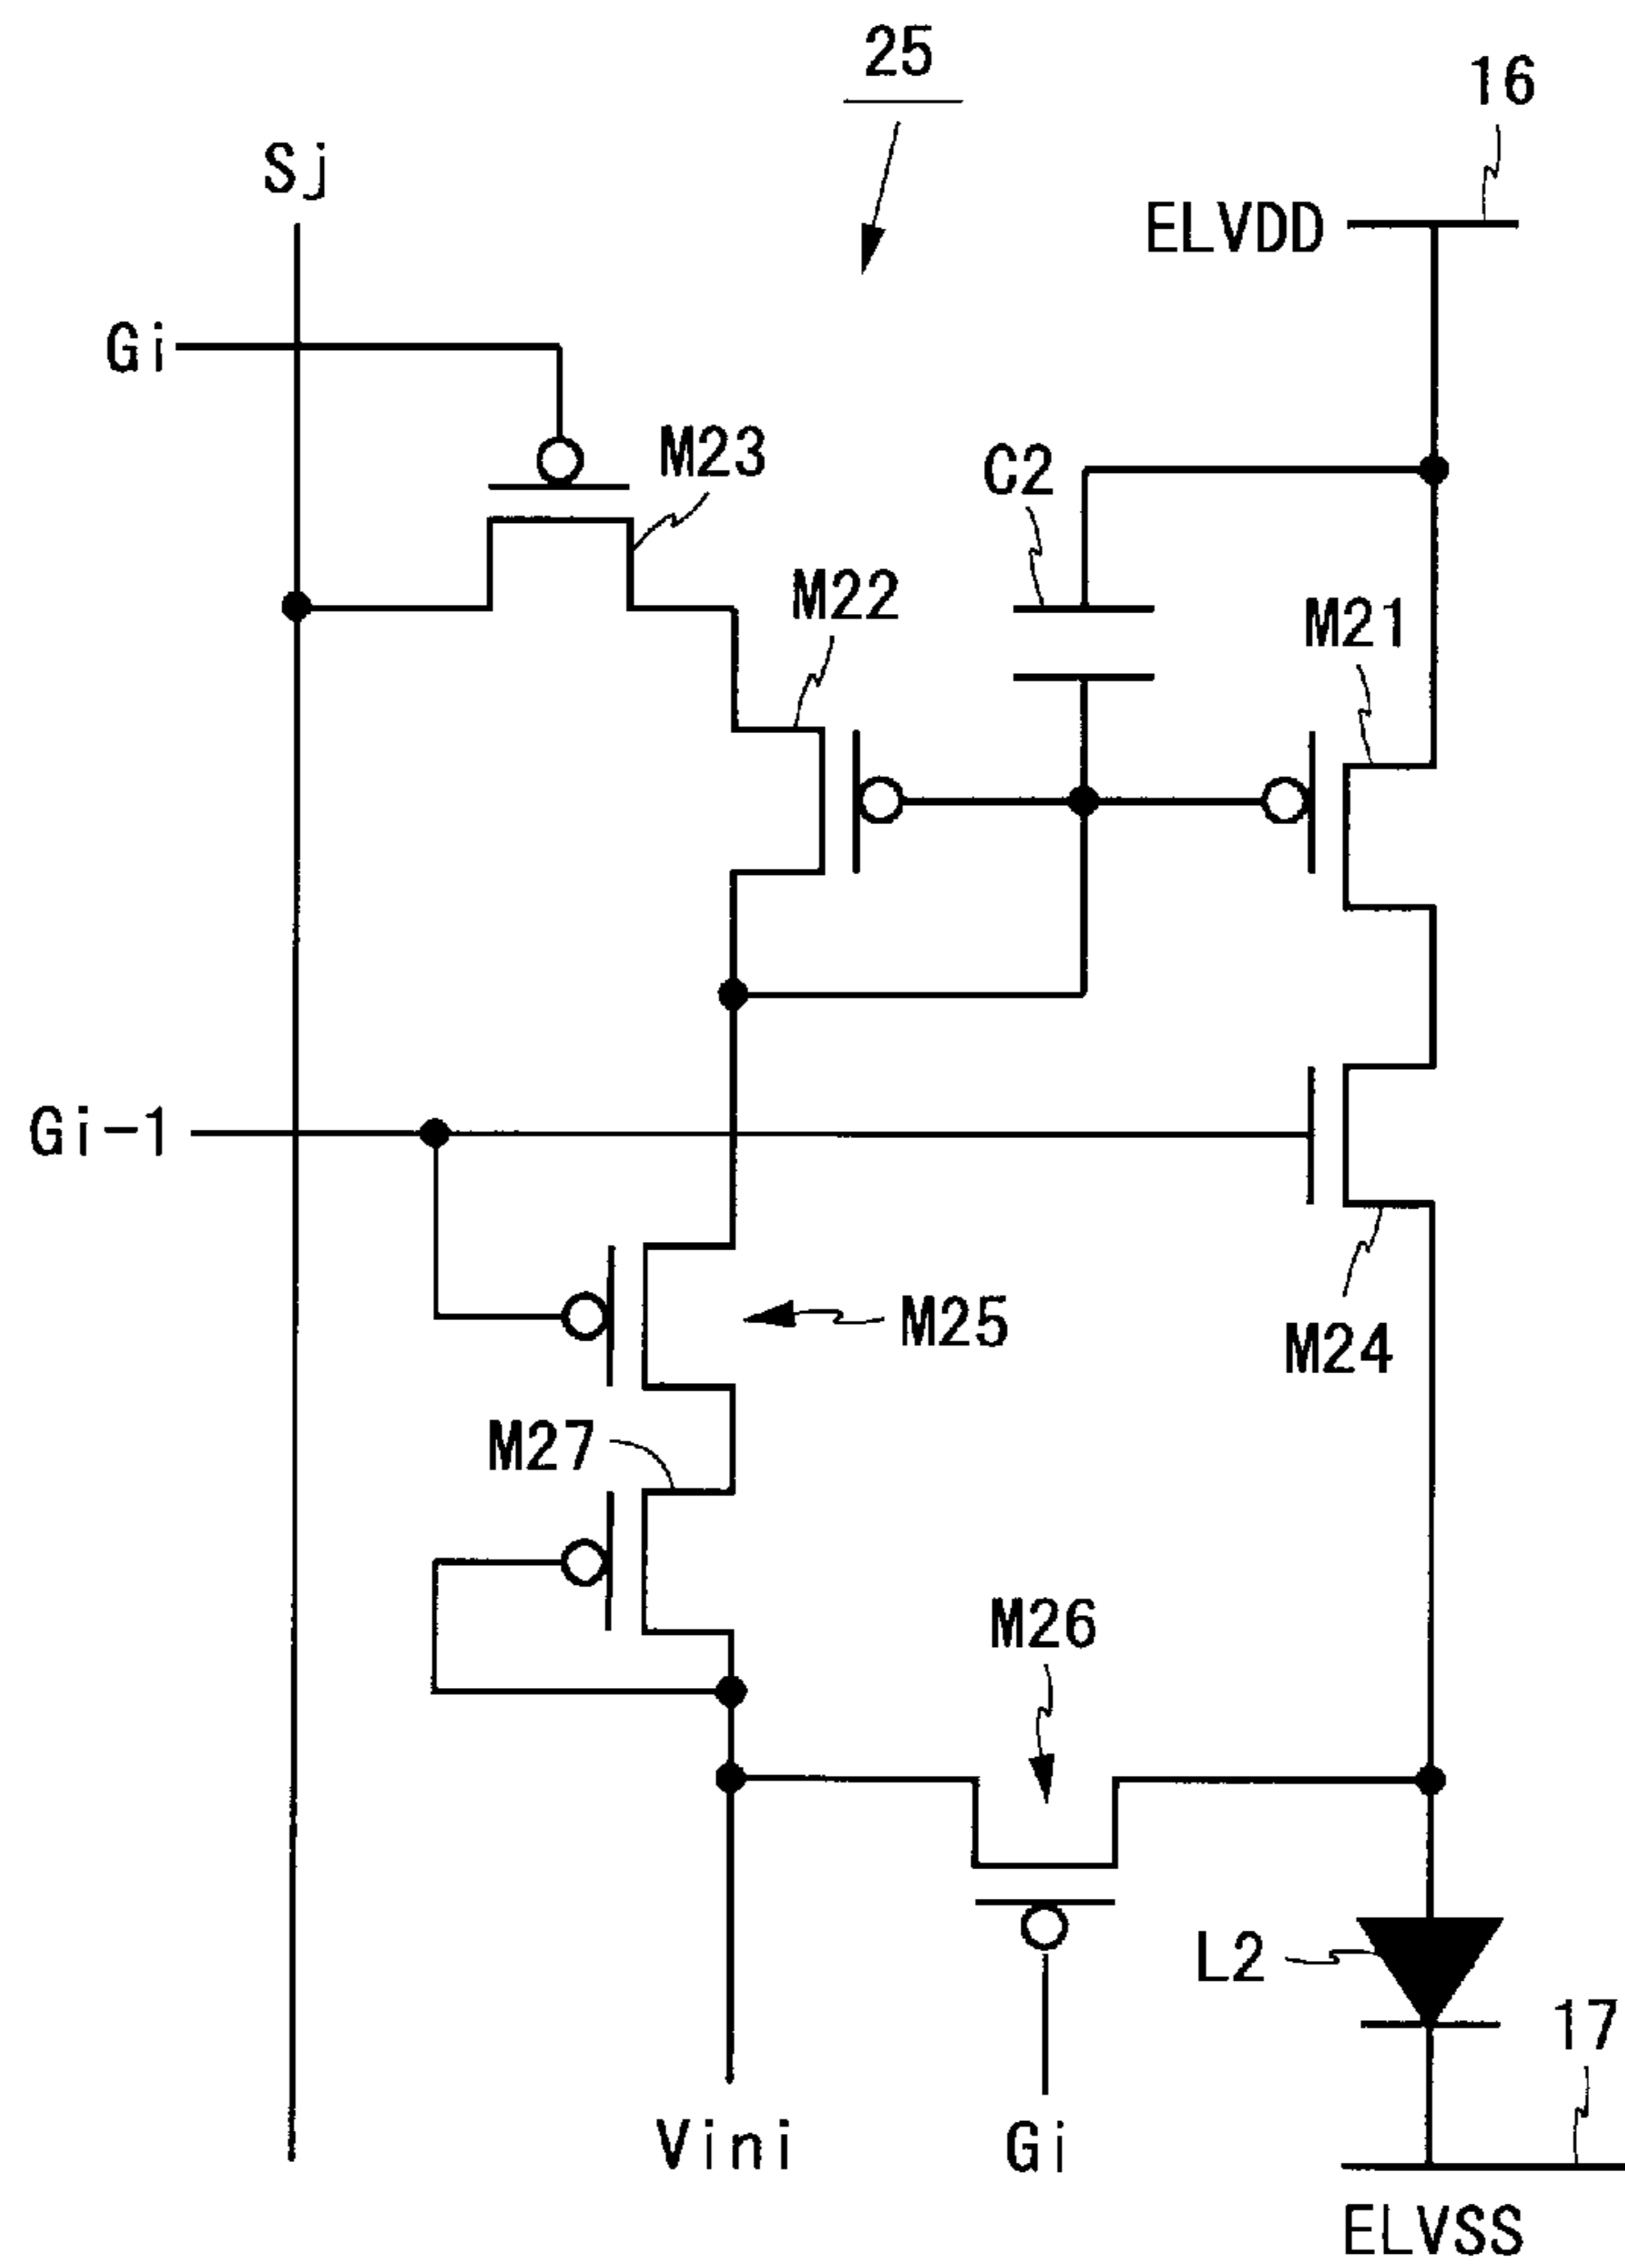 25
16
Sj
ELVDD
Gi
M23
C2
M22
M21
Gi-1
M25
M24
M27
M26
L2
17
Vini
Gi
ELVSS